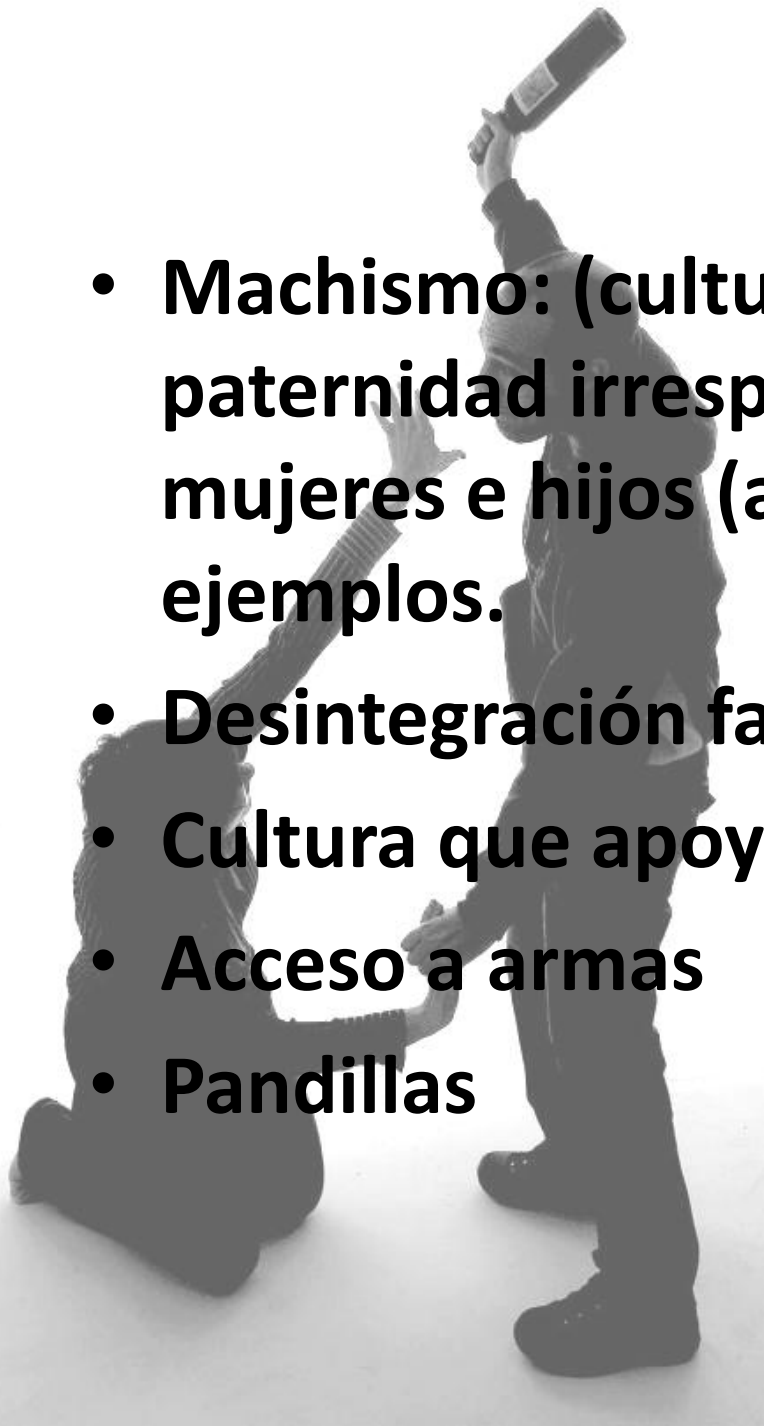 • Machismo: (cultu
paternidad irresp
mujeres e hijos (a
ejemplos.
• Desintegración fa
• Cultura que apoy
• Acceso a armas
• Pandillas